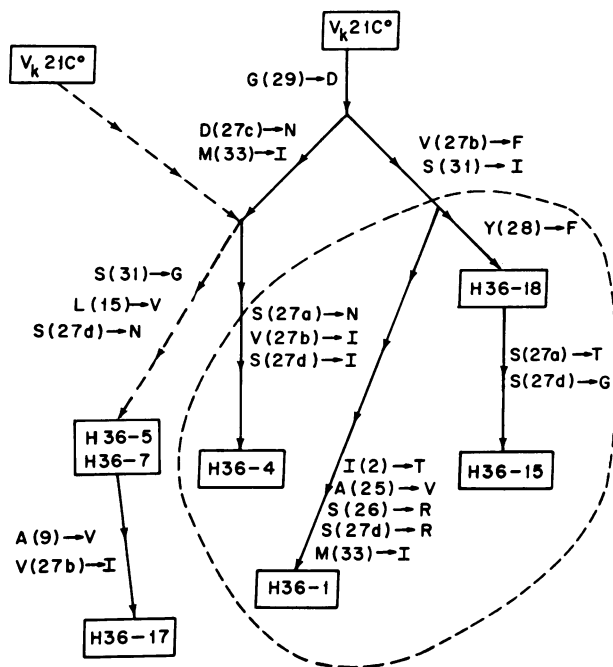 Vk 21C°
Vk 21C°
G(29)→D
D(27c)→N
M(33)→I
V(27b)→F
S(31)→I
Y(28)→F
S(31)→G
L(15)→V
S(27d)→N
S(27a)→N
V(27b)→I
S(27d)→I
H36-18
S(27a)→T
S(27d)→G
H36-5
H36-7
H36-4
H36-15
I(2)→T
A(25)→V
S(26)→R
S(27d)→R
M(33)→I
A(9)→V
V(27b)→I
H36-1
H36-17